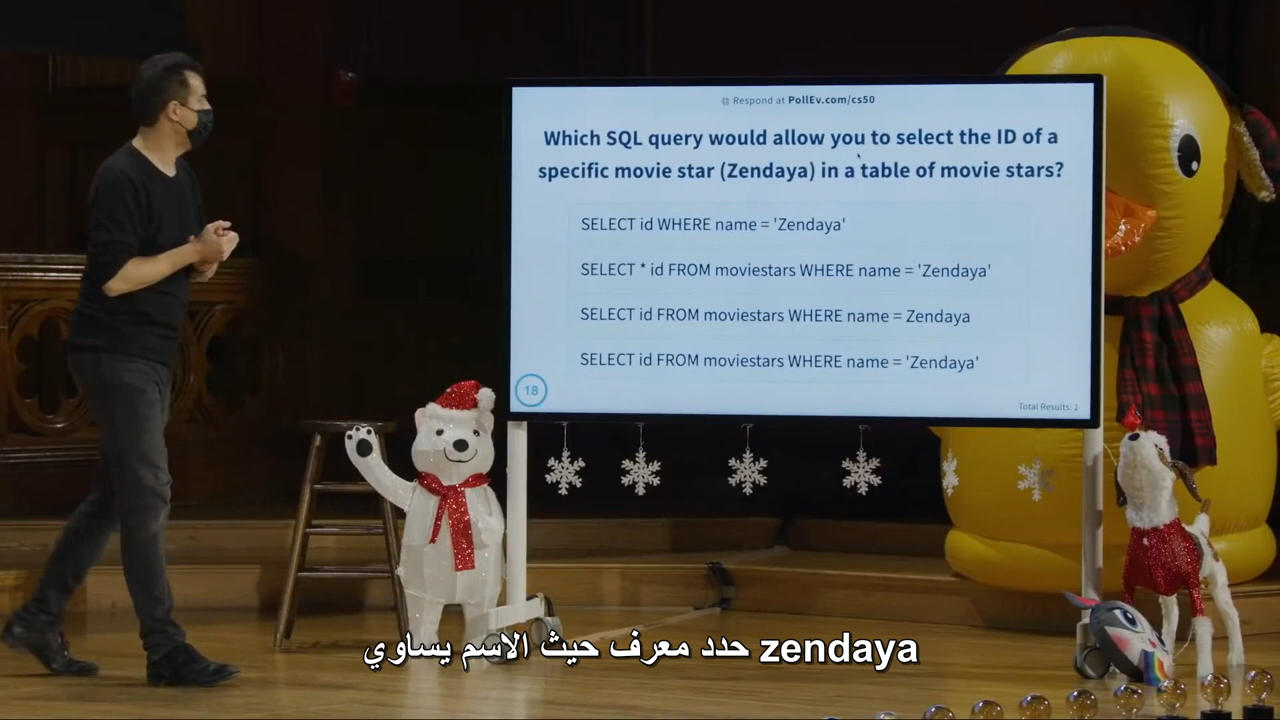 Respond at PollEv.com/cs50
Which SQL query would allow you to select the ID of a
specific movie star (Zendaya) in a table of movie stars?
SELECT id WHERE name = 'Zendaya'
SELECT * id FROM moviestars WHERE name = 'Zendaya'
SELECT id FROM moviestars WHERE name = Zendaya
SELECT id FROM moviestars WHERE name = 'Zendaya'
18
Total Results: 2
حدد معرف حيث الاسم يساوي zendaya